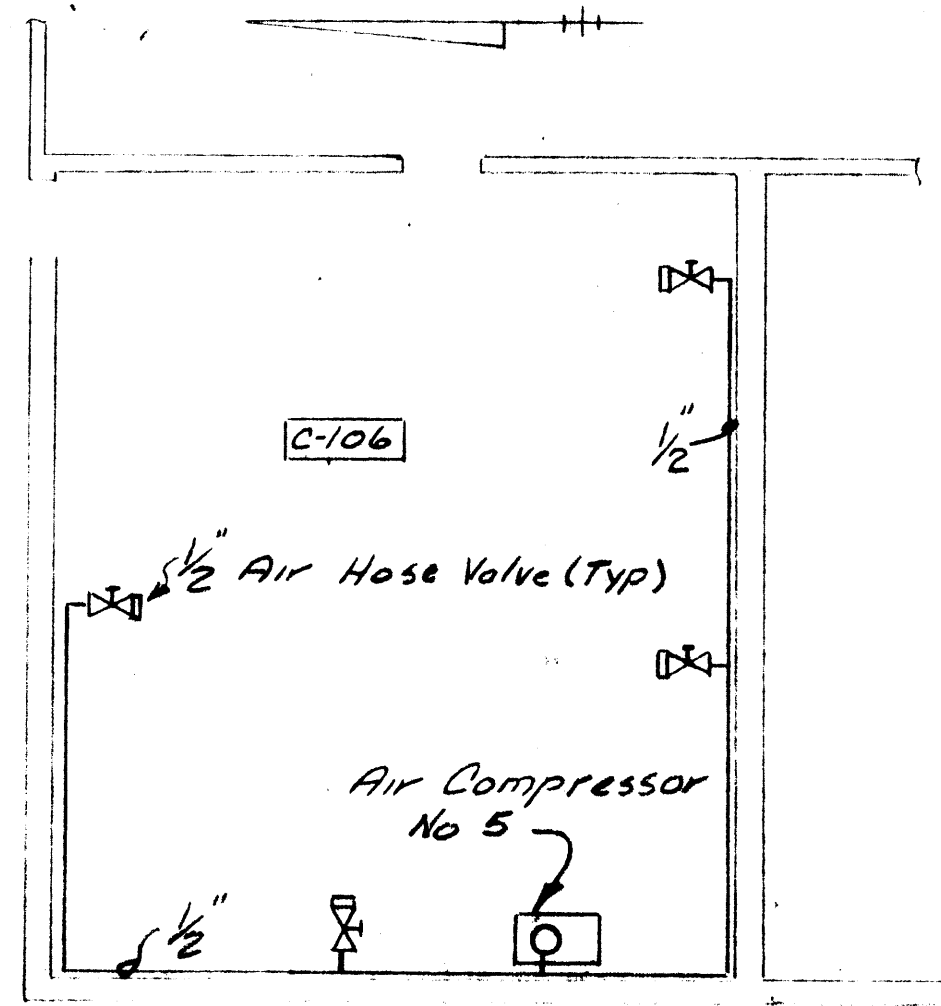 C-106
1/2"
1/2" Air Hose Valve (Typ)
Air Compressor
No 5
1/2"